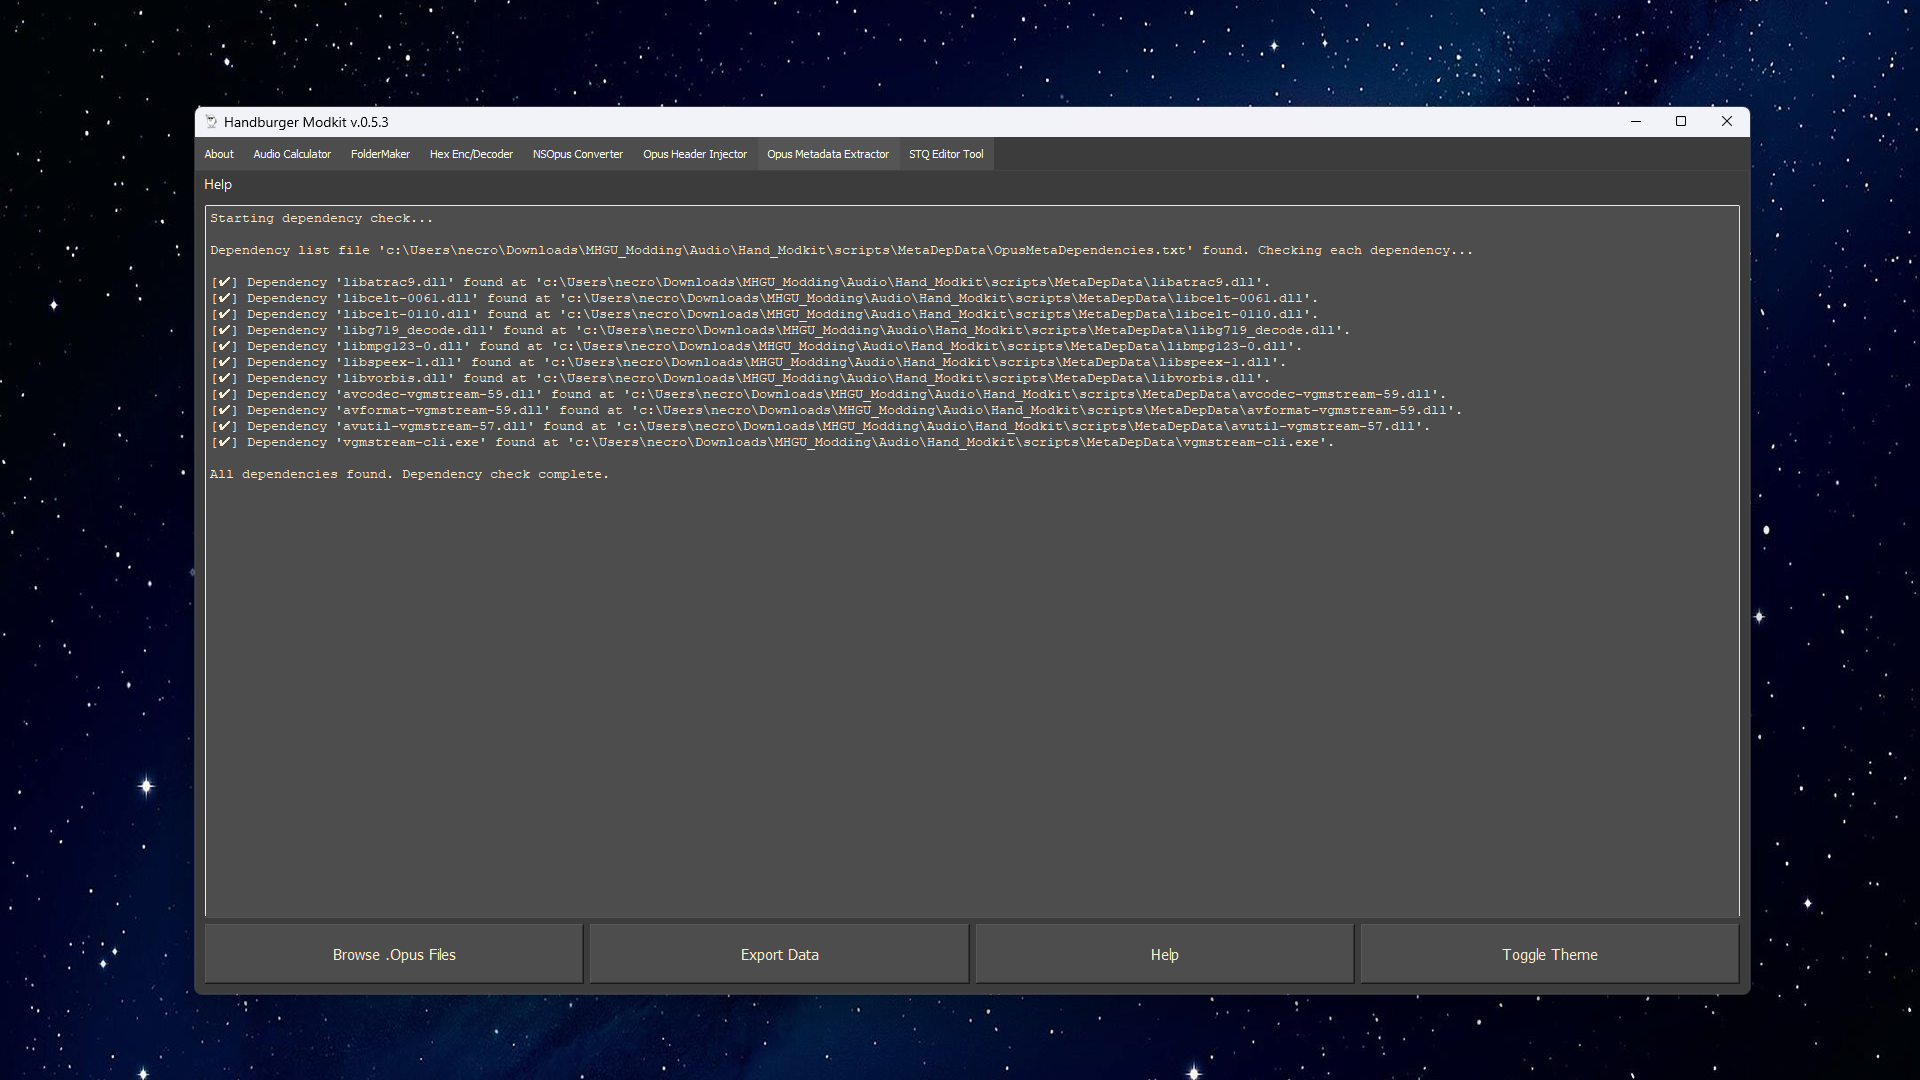 Handburger Modkit v.0.5.3
About Audio Calculator FolderMaker Hex Enc/Decoder NSOpus Converter Opus Header Injector Opus Metadata Extractor STQ Editor Tool
Help
Starting dependency check...
Dependency list file 'c:\Users\necro\Downloads\MHGU_Modding\Audio\Hand_Modkit\scripts\MetaDepData\OpusMetaDependencies.txt' found. Checking each dependency...
[✔] Dependency 'libatrac9.dll' found at 'c:\Users\necro\Downloads\MHGU_Modding\Audio\Hand_Modkit\scripts\MetaDepData\libatrac9.dll'.
[✔] Dependency 'libcelt-0061.dll' found at 'c:\Users\necro\Downloads\MHGU_Modding\Audio\Hand_Modkit\scripts\MetaDepData\libcelt-0061.dll'.
[✔] Dependency 'libcelt-0110.dll' found at 'c:\Users\necro\Downloads\MHGU_Modding\Audio\Hand_Modkit\scripts\MetaDepData\libcelt-0110.dll'.
[✔] Dependency 'libg719_decode.dll' found at 'c:\Users\necro\Downloads\MHGU_Modding\Audio\Hand_Modkit\scripts\MetaDepData\libg719_decode.dll'.
[✔] Dependency 'libmpg123-0.dll' found at 'c:\Users\necro\Downloads\MHGU_Modding\Audio\Hand_Modkit\scripts\MetaDepData\libmpg123-0.dll'.
[✔] Dependency 'libspeex-1.dll' found at 'c:\Users\necro\Downloads\MHGU_Modding\Audio\Hand_Modkit\scripts\MetaDepData\libspeex-1.dll'.
[✔] Dependency 'libvorbis.dll' found at 'c:\Users\necro\Downloads\MHGU_Modding\Audio\Hand_Modkit\scripts\MetaDepData\libvorbis.dll'.
[✔] Dependency 'avcodec-vgmstream-59.dll' found at 'c:\Users\necro\Downloads\MHGU_Modding\Audio\Hand_Modkit\scripts\MetaDepData\avcodec-vgmstream-59.dll'.
[✔] Dependency 'avformat-vgmstream-59.dll' found at 'c:\Users\necro\Downloads\MHGU_Modding\Audio\Hand_Modkit\scripts\MetaDepData\avformat-vgmstream-59.dll'.
[✔] Dependency 'avutil-vgmstream-57.dll' found at 'c:\Users\necro\Downloads\MHGU_Modding\Audio\Hand_Modkit\scripts\MetaDepData\avutil-vgmstream-57.dll'.
[✔] Dependency 'vgmstream-cli.exe' found at 'c:\Users\necro\Downloads\MHGU_Modding\Audio\Hand_Modkit\scripts\MetaDepData\vgmstream-cli.exe'.
All dependencies found. Dependency check complete.
Browse .Opus Files Export Data Help Toggle Theme